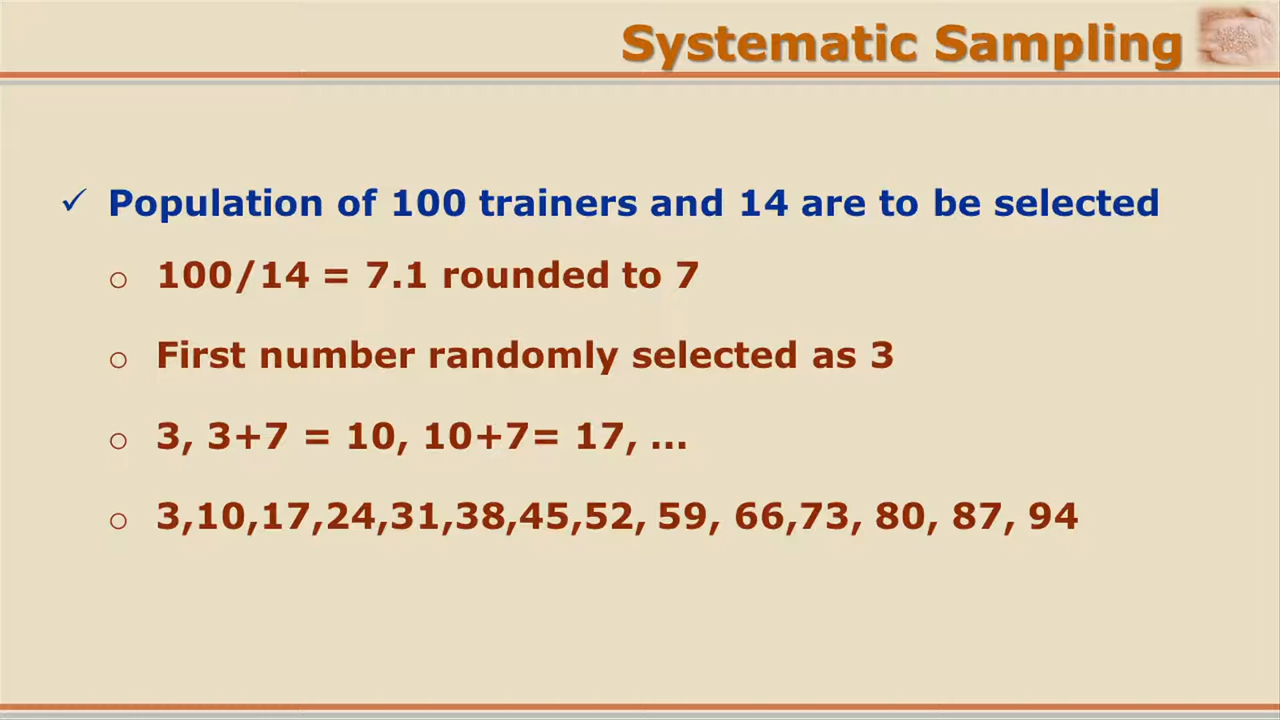 Systematic Sampling
✓ Population of 100 trainers and 14 are to be selected
o 100/14 = 7.1 rounded to 7
o First number randomly selected as 3
o 3, 3+7 = 10, 10+7= 17, ...
o 3,10,17,24,31,38,45,52, 59, 66,73, 80, 87, 94